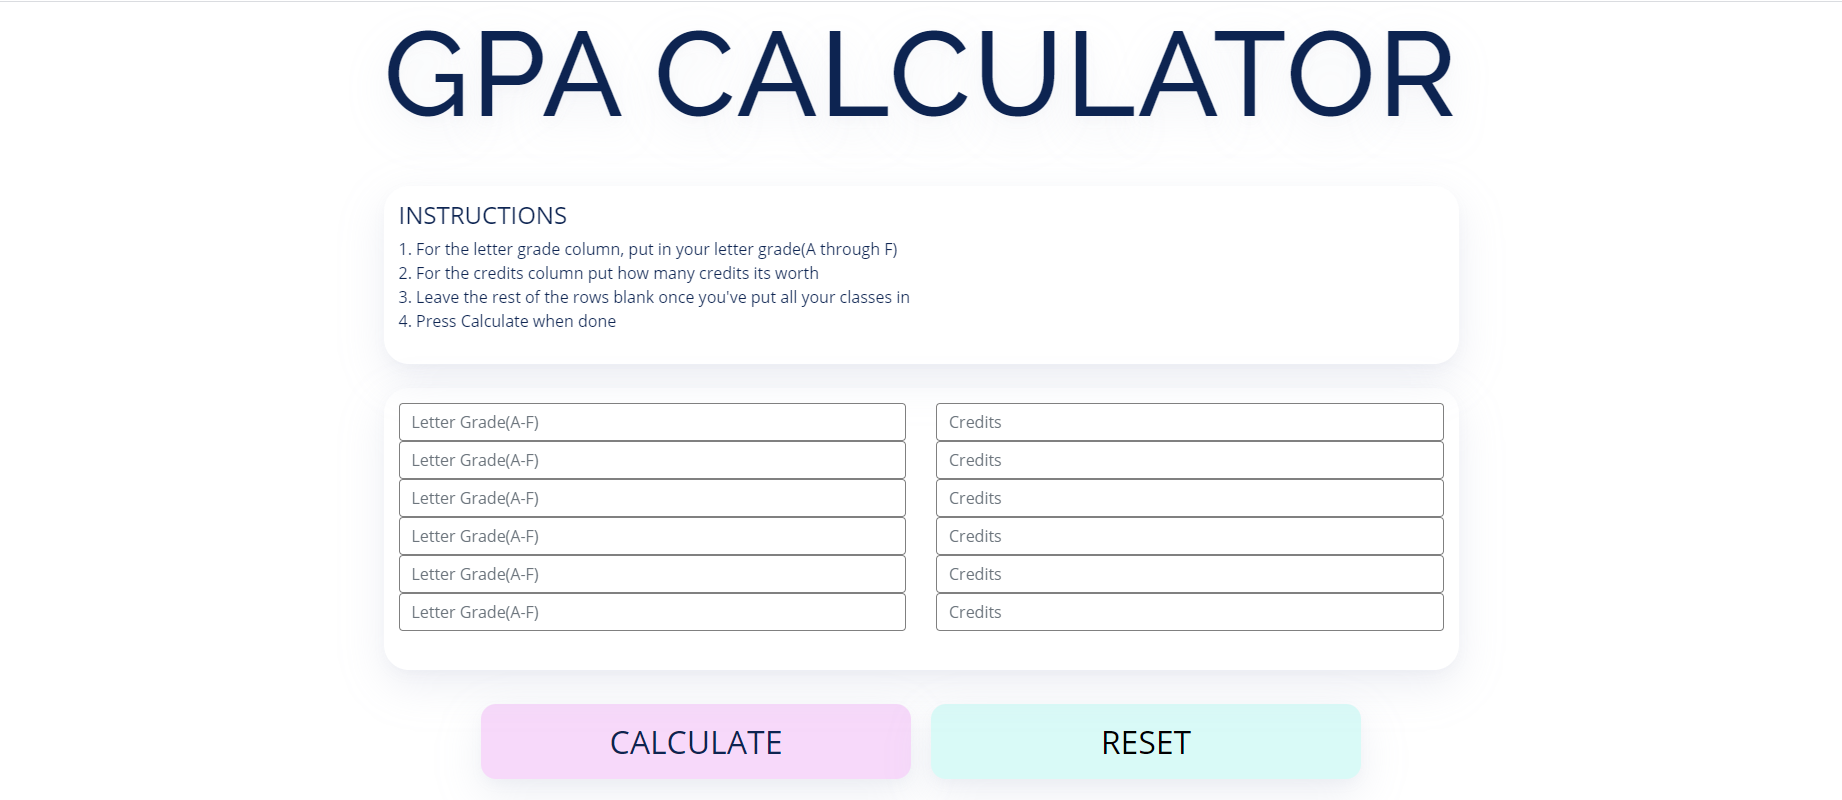 GPA CALCULATOR
INSTRUCTIONS
1. For the letter grade column, put in your letter grade(A through F)
2. For the credits column put how many credits its worth
3. Leave the rest of the rows blank once you've put all your classes in
4. Press Calculate when done
Letter Grade(A-F) Credits
Letter Grade(A-F) Credits
Letter Grade(A-F) Credits
Letter Grade(A-F) Credits
Letter Grade(A-F) Credits
Letter Grade(A-F) Credits
CALCULATE RESET